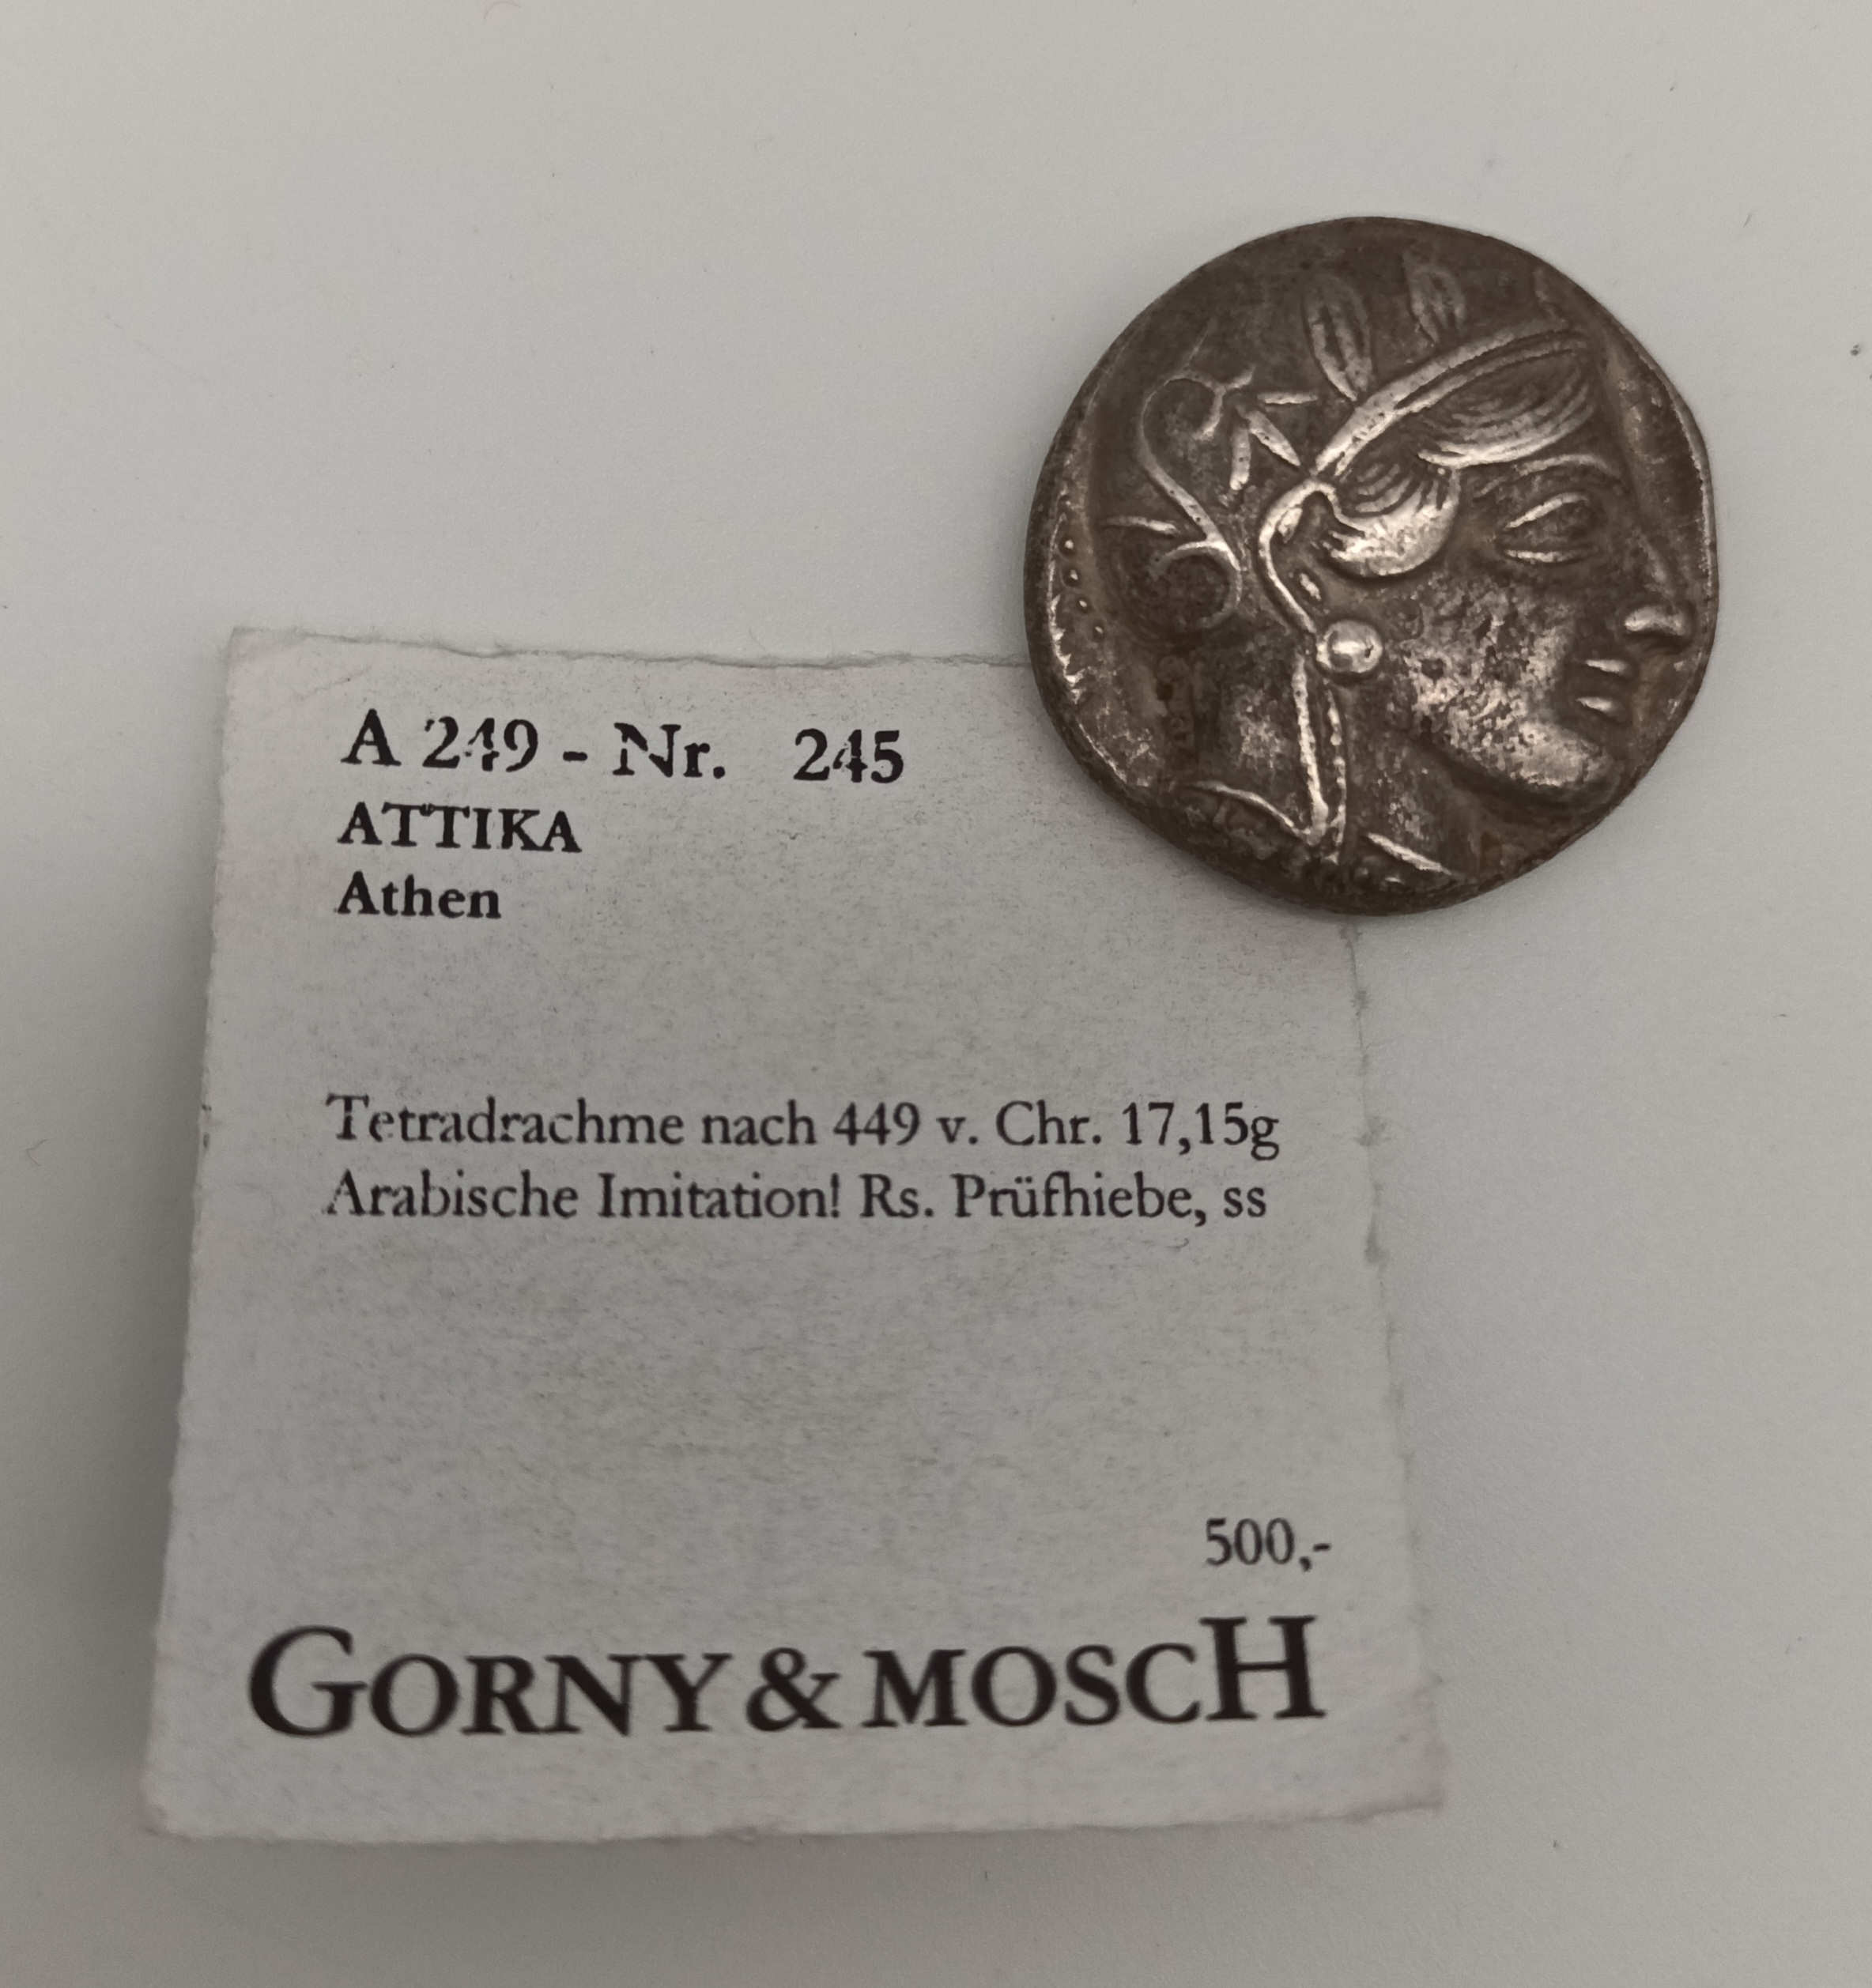 A 249 - Nr. 245
ATTIKA
Athen
Tetradrachme nach 449 v. Chr. 17,15g
Arabische Imitation! Rs. Prüfhiebe, ss
500,-
GORNY & MOSCH